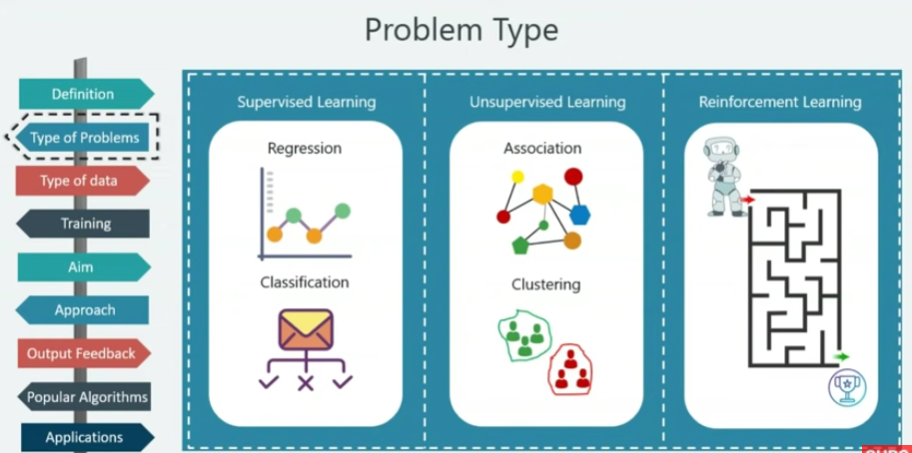 Problem Type
Definition
Type of Problems
Type of data
Training
Aim
Approach
Output Feedback
Popular Algorithms
Applications
Supervised Learning
Regression
Classification
Unsupervised Learning
Association
Clustering
Reinforcement Learning